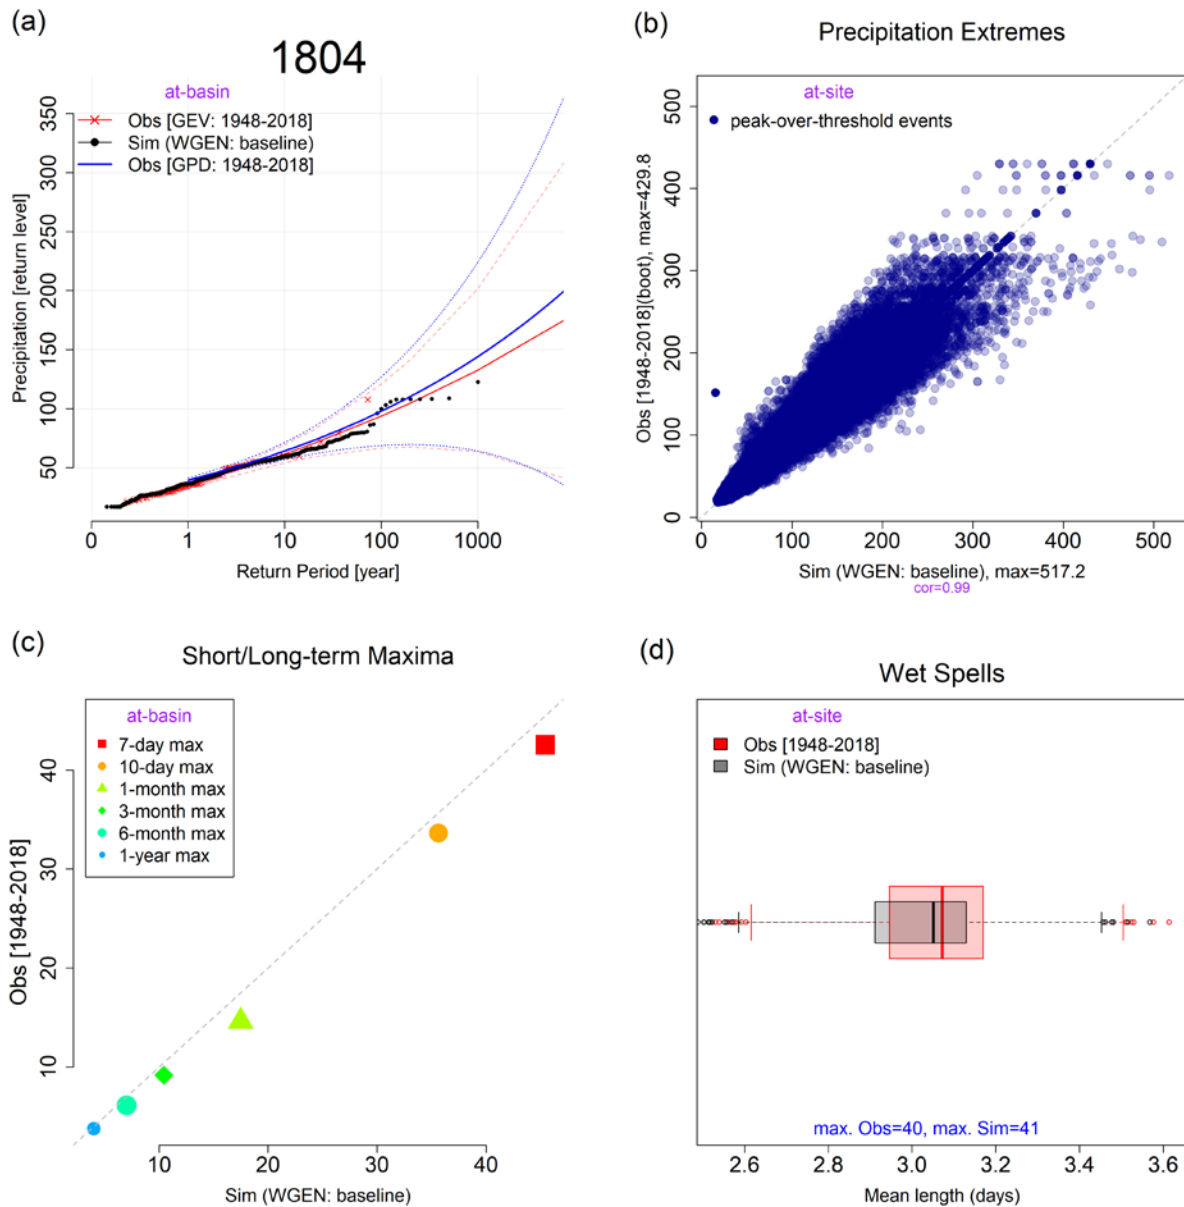 (a)
1804
at-basin
Obs [GEV: 1948-2018]
Sim (WGEN: baseline)
Obs [GPD: 1948-2018]
Precipitation [return level]
350
300
250
200
150
100
50
0
1
10
100
1000
Return Period [year]
(b)
Precipitation Extremes
at-site
peak-over-threshold events
Obs [1948-2018](boot), max=429.8
500
400
300
200
100
0
0
100
200
300
400
500
Sim (WGEN: baseline), max=517.2
cor=0.99
(c)
Short/Long-term Maxima
at-basin
7-day max
10-day max
1-month max
3-month max
6-month max
1-year max
Obs [1948-2018]
40
30
20
10
10
20
30
40
Sim (WGEN: baseline)
(d)
Wet Spells
at-site
Obs [1948-2018]
Sim (WGEN: baseline)
max. Obs=40, max. Sim=41
2.6
2.8
3.0
3.2
3.4
3.6
Mean length (days)